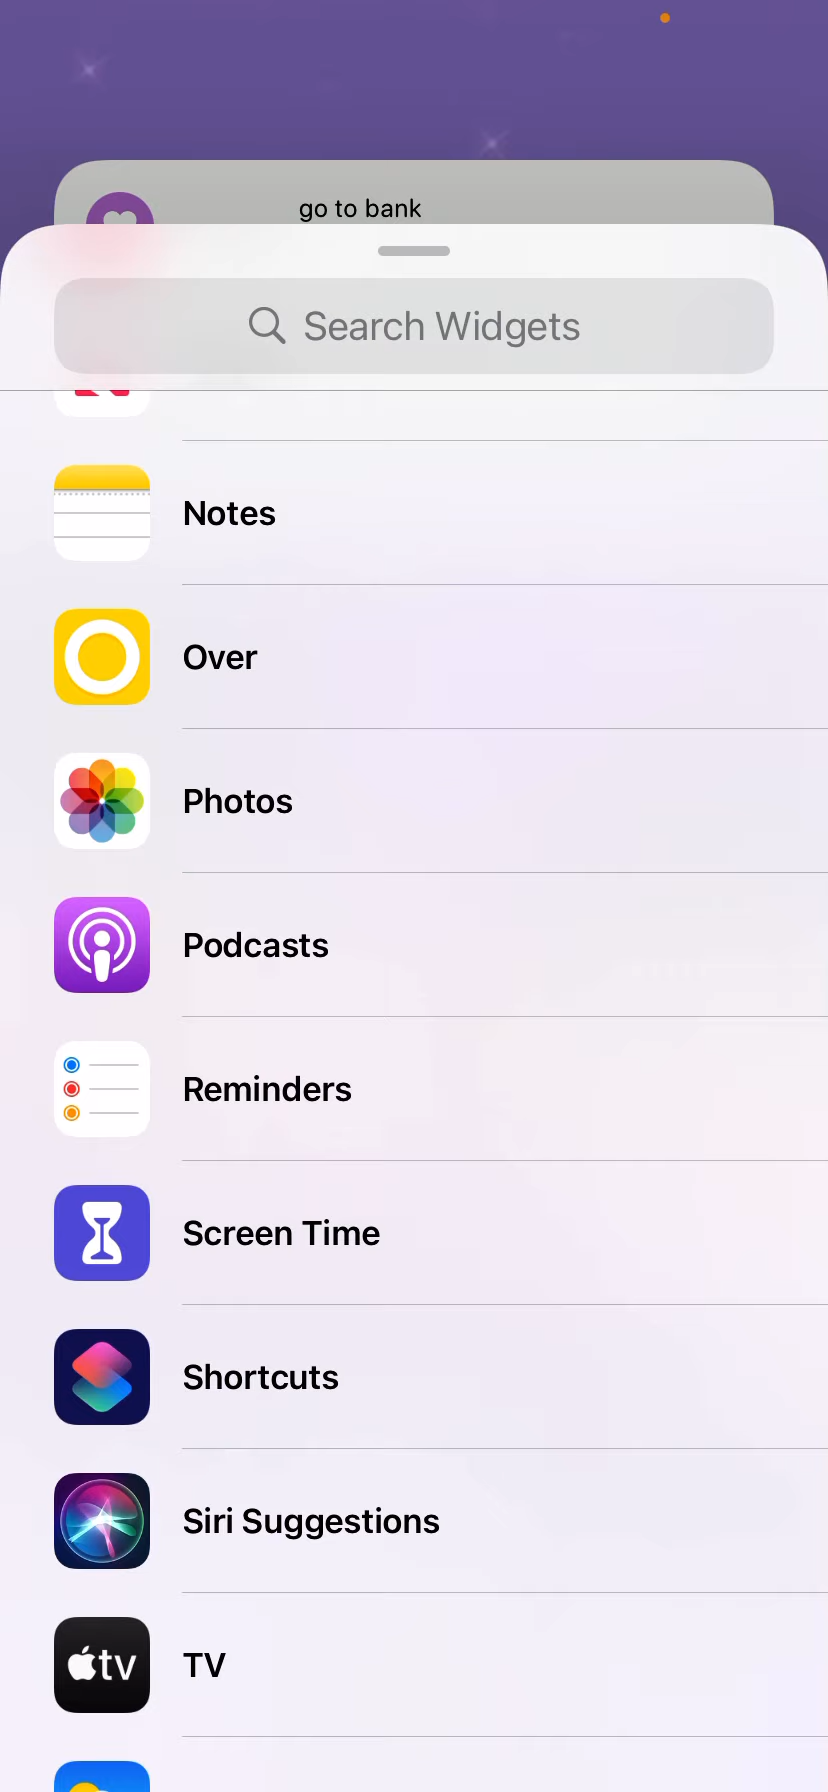 go to bank
Search Widgets
Notes
Over
Photos
Podcasts
Reminders
Screen Time
Shortcuts
Siri Suggestions
tv
TV